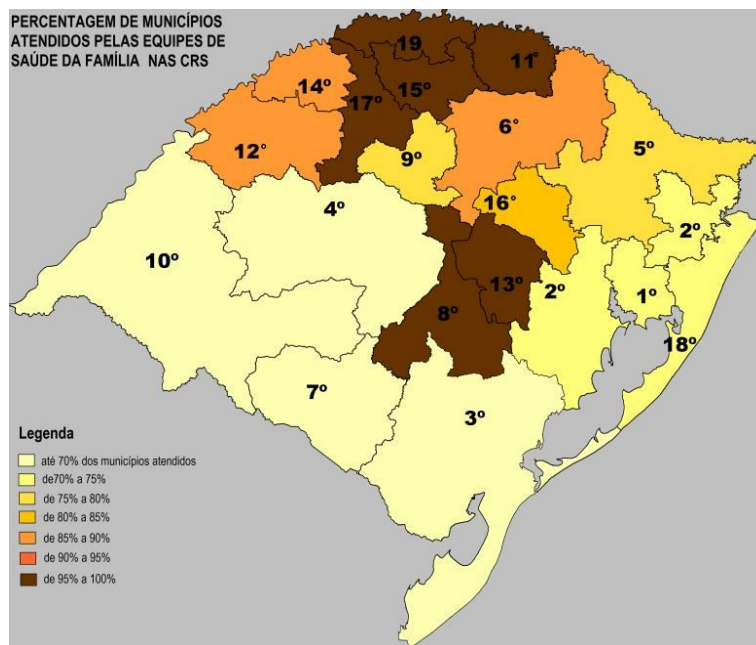 PERCENTAGEM DE MUNICÍPIOS
ATENDIDOS PELAS EQUIPES DE
SAÚDE DA FAMÍLIA NAS CRS
19
11°
14º
15º
17º
6º
12°
9º
5º
16°
4º
2º
10º
13º
2º
1º
8º
18º
7º
3º
Legenda
até 70% dos municípios atendidos
de70% a 75%
de 75% a 80%
de 80% a 85%
de 85% a 90%
de 90% a 95%
de 95% a 100%